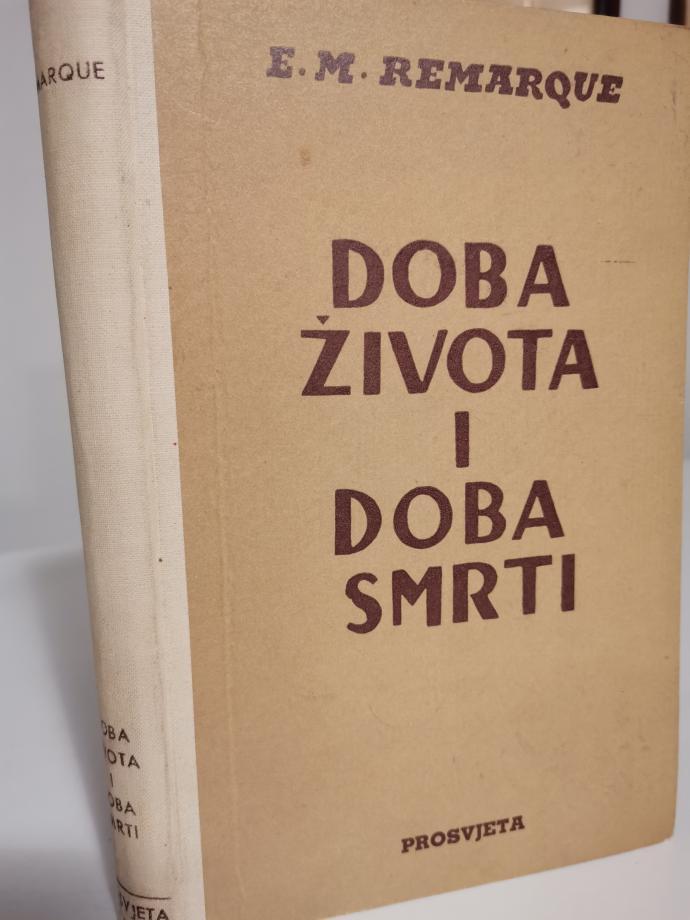 E. M. REMARQUE
DOBA
ŽIVOTA
I
DOBA
SMRTI
PROSVJETA